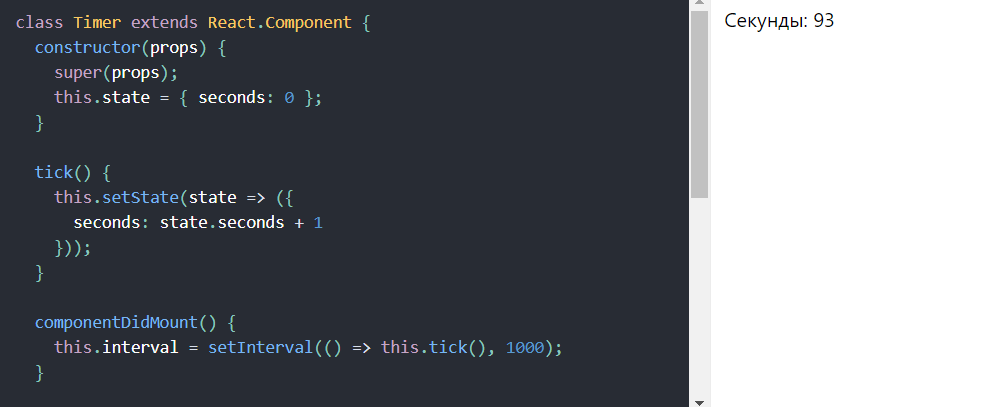 class Timer extends React.Component {
  constructor(props) {
    super(props);
    this.state = { seconds: 0 };
  }

  tick() {
    this.setState(state => ({
      seconds: state.seconds + 1
    }));
  }

  componentDidMount() {
    this.interval = setInterval(() => this.tick(), 1000);
  }
Секунды: 93